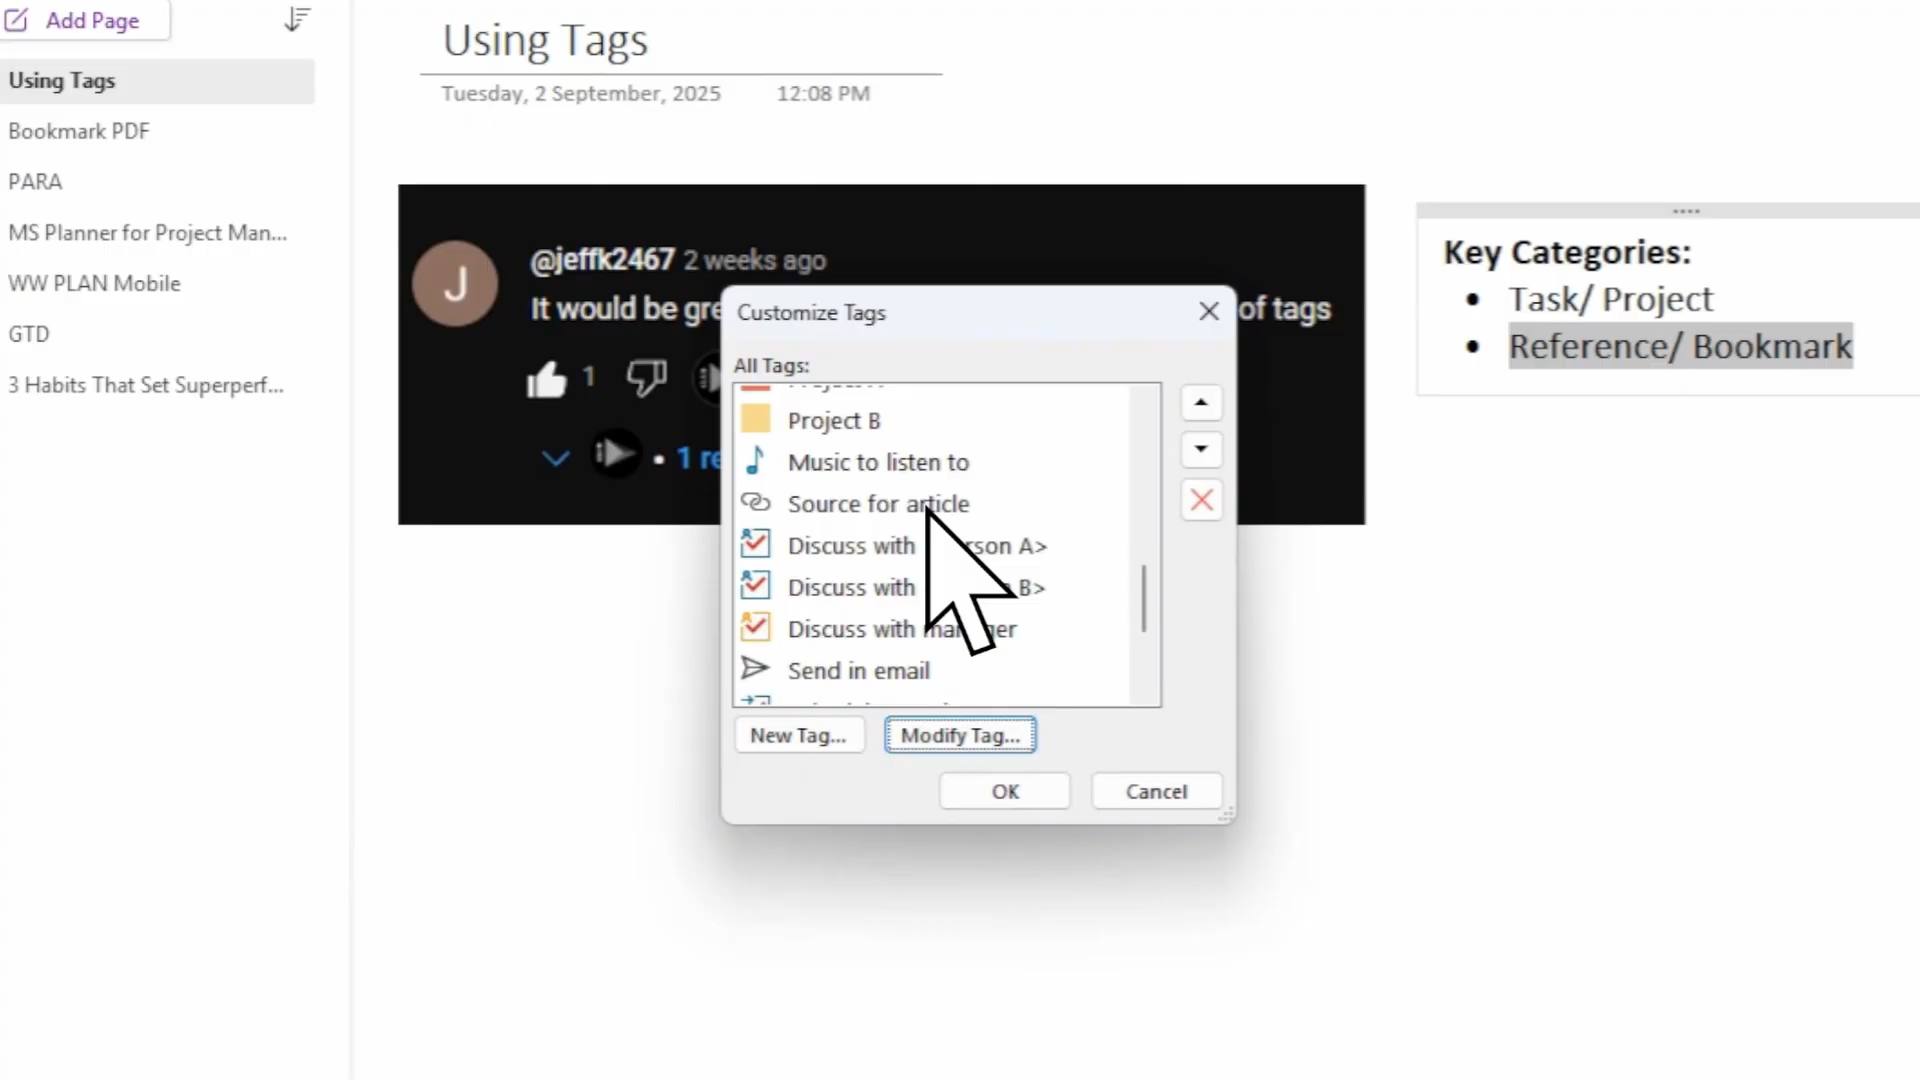 Add Page
Using Tags
Bookmark PDF
PARA
MS Planner for Project Man...
WW PLAN Mobile
GTD
3 Habits That Set Superperf...
Using Tags
Tuesday, 2 September, 2025 12:08 PM
@jeffk2467 2 weeks ago
It would be gre
of tags
1
J
1 re
Customize Tags
All Tags:
Project B
Music to listen to
Source for article
Discuss with rson A>
Discuss with B>
Discuss with manager
Send in email
New Tag...
Modify Tag...
OK
Cancel
Key Categories:
• Task/ Project
• Reference/ Bookmark